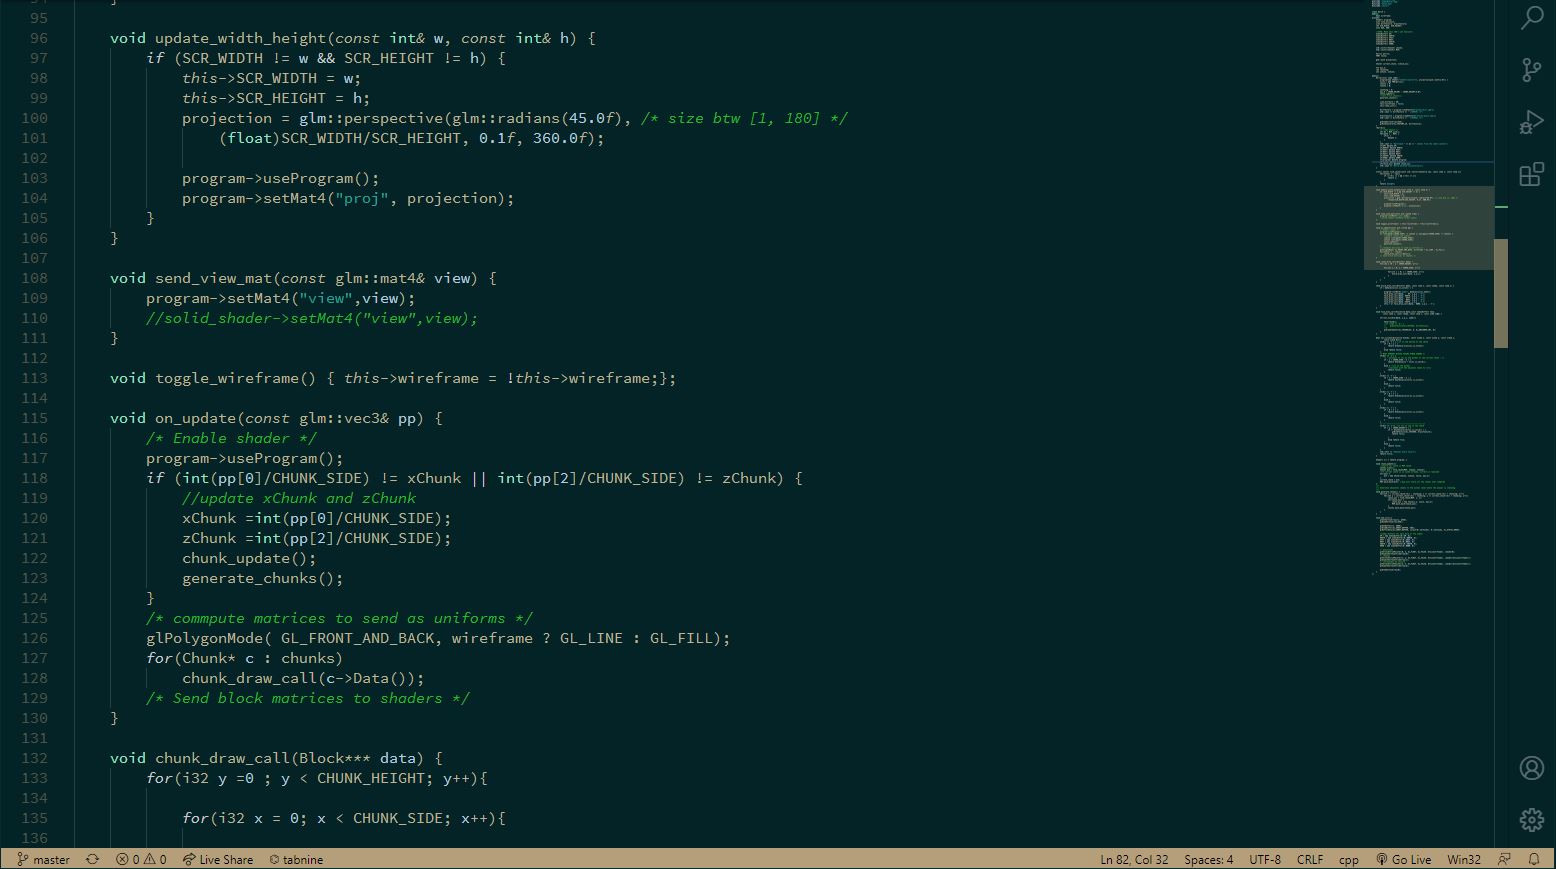 95
96 void update_width_height(const int& w, const int& h) {
97 if (SCR_WIDTH != w && SCR_HEIGHT != h) {
98 this->SCR_WIDTH = w;
99 this->SCR_HEIGHT = h;
100 projection = glm::perspective(glm::radians(45.0f), /* size btw [1, 180] */
101 (float)SCR_WIDTH/SCR_HEIGHT, 0.1f, 360.0f);
102
103 program->useProgram();
104 program->setMat4("proj", projection);
105 }
106 }
107
108 void send_view_mat(const glm::mat4& view) {
109 program->setMat4("view",view);
110 //solid_shader->setMat4("view",view);
111 }
112
113 void toggle_wireframe() { this->wireframe = !this->wireframe;};
114
115 void on_update(const glm::vec3& pp) {
116 /* Enable shader */
117 program->useProgram();
118 if (int(pp[0]/CHUNK_SIDE) != xChunk || int(pp[2]/CHUNK_SIDE) != zChunk) {
119 //update xChunk and zChunk
120 xChunk =int(pp[0]/CHUNK_SIDE);
121 zChunk =int(pp[2]/CHUNK_SIDE);
122 chunk_update();
123 generate_chunks();
124 }
125 /* commpute matrices to send as uniforms */
126 glPolygonMode( GL_FRONT_AND_BACK, wireframe ? GL_LINE : GL_FILL);
127 for(Chunk* c : chunks)
128 chunk_draw_call(c->Data());
129 /* Send block matrices to shaders */
130 }
131
132 void chunk_draw_call(Block*** data) {
133 for(i32 y =0 ; y < CHUNK_HEIGHT; y++){
134
135 for(i32 x = 0; x < CHUNK_SIDE; x++){
136
master 0 0 Live Share tabnine Ln 82, Col 32 Spaces: 4 UTF-8 CRLF cpp Go Live Win32